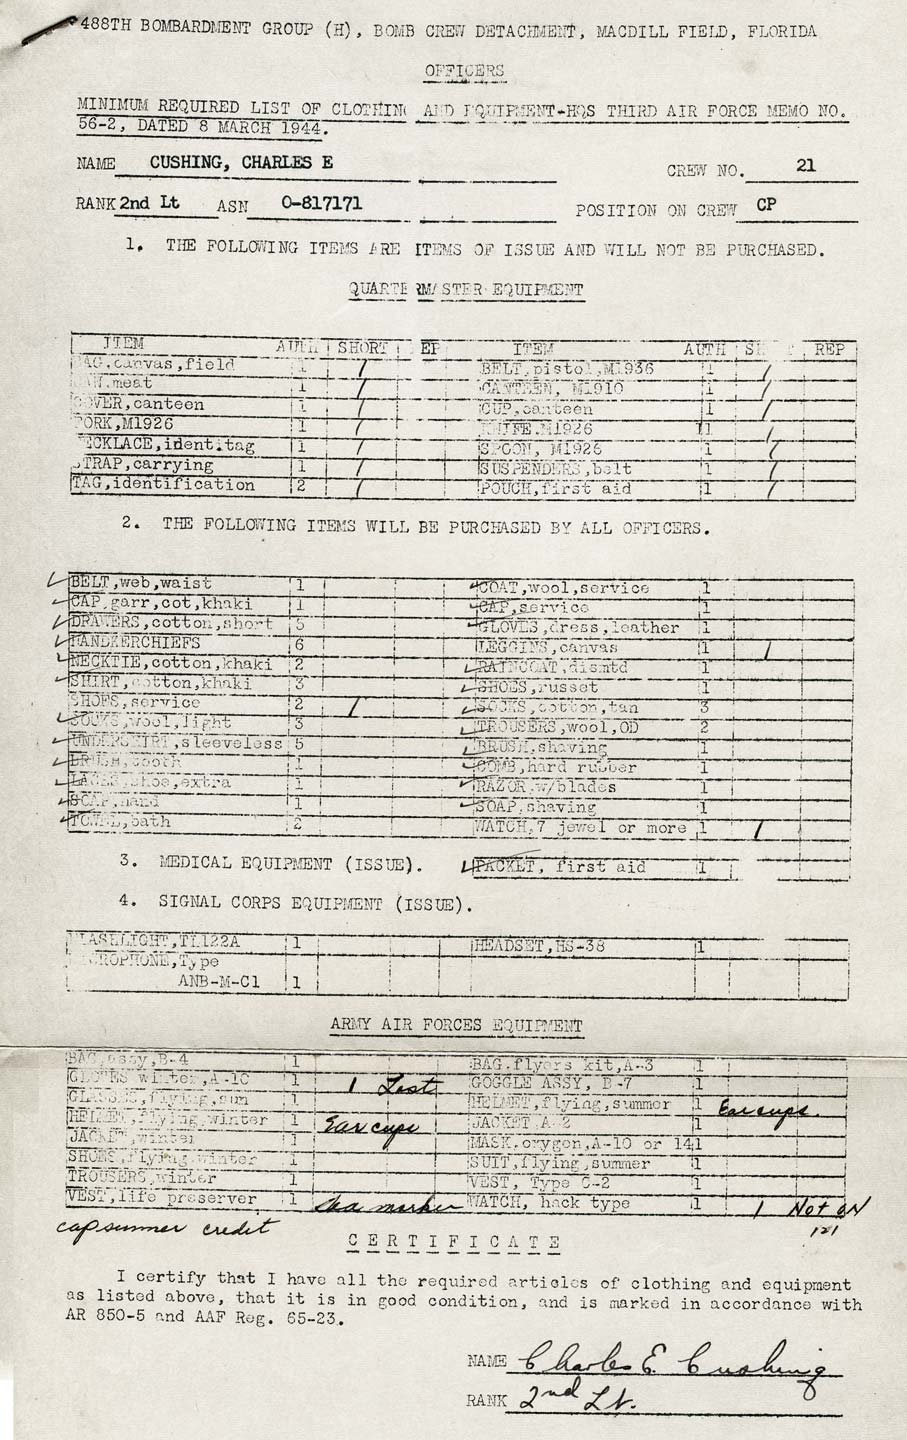 488TH BOMBARDMENT GROUP (H), BOMB CREW DETACHMENT, MACDILL FIELD, FLORIDA
OFFICERS
MINIMUM REQUIRED LIST OF CLOTHING AND EQUIPMENT-HQS THIRD AIR FORCE MEMO NO.
56-2, DATED 8 MARCH 1944.
NAME CUSHING, CHARLES E CREW NO. 21
RANK 2nd Lt ASN O-817171 POSITION ON CREW CP
1. THE FOLLOWING ITEMS ARE ITEMS OF ISSUE AND WILL NOT BE PURCHASED.
QUARTERMASTER EQUIPMENT
ITEM AUTH SHORT EP ITEM AUTH SH T REP
AG,canvas,field 1 / BELT,pistol,M1936 1 /
meat 1 / CANTEEN, M1910 1 /
OVER,canteen 1 / CUP,canteen 1 /
FORK,M1926 1 / KNIFE,M1926 1 /
NECKLACE,ident.tag 1 / SPOON, M1926 1 /
STRAP,carrying 1 / SUSPENDERS,belt 1 /
TAG,identification 2 / POUCH,first aid 1 /
2. THE FOLLOWING ITEMS WILL BE PURCHASED BY ALL OFFICERS.
✓ BELT,web,waist 1 ✓ COAT,wool,service 1
✓ CAP,garr,cot,khaki 1 ✓ CAP,service 1
✓ DRAWERS,cotton,short 5 ✓ GLOVES,dress,leather 1
✓ HANDKERCHIEFS 6 LEGGINS,canvas 1 /
✓ NECKTIE,cotton,khaki 2 ✓ RAINCOAT,dismtd 1
✓ SHIRT,cotton,khaki 3 ✓ SHOES,russet 1
SHOES,service 2 / ✓ SOCKS,cotton,tan 3
✓ SOCKS,wool,light 3 ✓ TROUSERS,wool,OD 2
✓ UNDERSHIRT,sleeveless 5 ✓ BRUSH,shaving 1
✓ BRUSH,tooth 1 ✓ COMB,hard rubber 1
✓ LACES,shoe,extra 1 ✓ RAZOR,w/blades 1
✓ SOAP,hand 1 ✓ SOAP,shaving 1
✓ TOWEL,bath 2 WATCH,7 jewel or more 1 /
3. MEDICAL EQUIPMENT (ISSUE). ✓ PACKET, first aid 1
4. SIGNAL CORPS EQUIPMENT (ISSUE).
FLASHLIGHT,TL122A 1 HEADSET,HS-38 1
MICROPHONE,Type
ANB-M-C1 1
ARMY AIR FORCES EQUIPMENT
BAG,assy,B-4 1 BAG,flyers kit,A-3 1
GLOVES winter,A-10 1 1 Lost GOGGLE ASSY, B-7 1
GLASSES,flying,sun 1 HELMET,flying,summer 1 Ear cups
HELMET,flying,winter 1 Ear cups JACKET,A-2 1
JACKET,winter 1 MASK,oxygen,A-10 or 14 1
SHOES,flying,winter 1 SUIT,flying,summer 1
TROUSERS,winter 1 VEST, Type C-2 1
VEST,life preserver 1 sea marker WATCH, hack type 1 1 Not on
cap summer credit 121
CERTIFICATE
I certify that I have all the required articles of clothing and equipment
as listed above, that it is in good condition, and is marked in accordance with
AR 850-5 and AAF Reg. 65-23.
NAME Charles E. Cushing
RANK 2nd Lt.